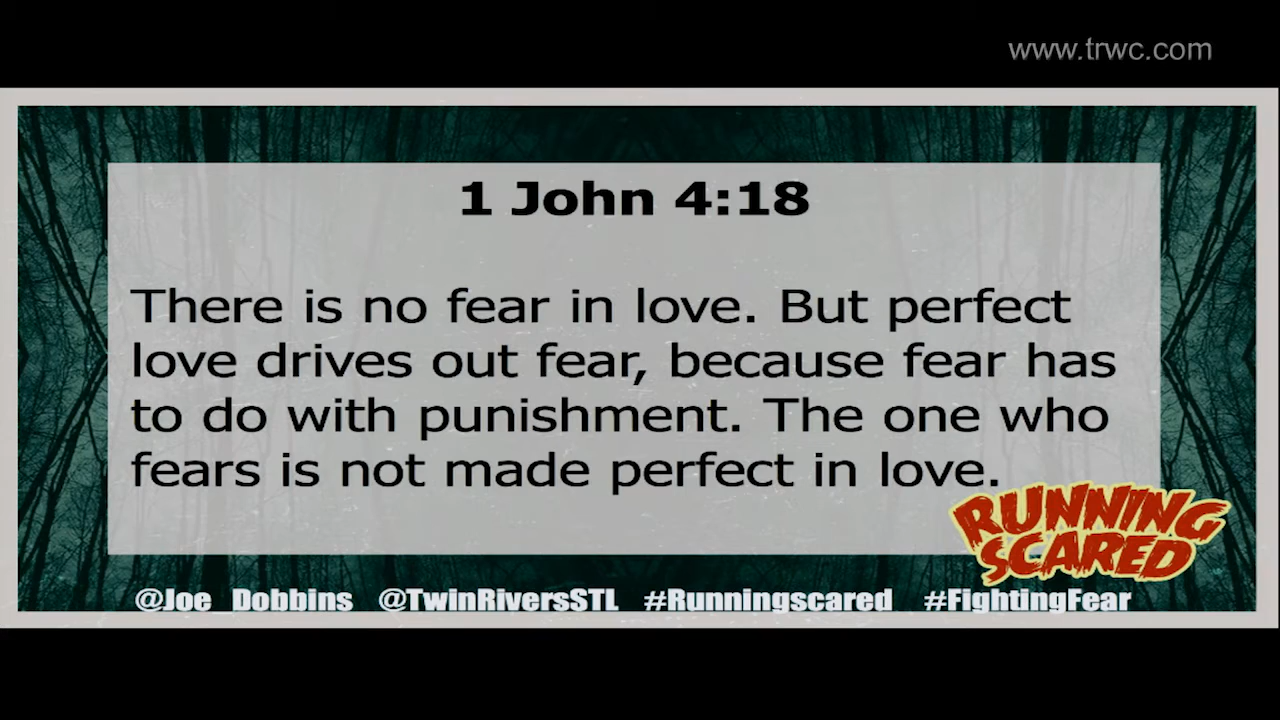 www.trwc.com
1 John 4:18
There is no fear in love. But perfect
love drives out fear, because fear has
to do with punishment. The one who
fears is not made perfect in love.
RUNNING
SCARED
@Joe_Dobbins @TwinRiversSTL #Runningscared #FightingFear